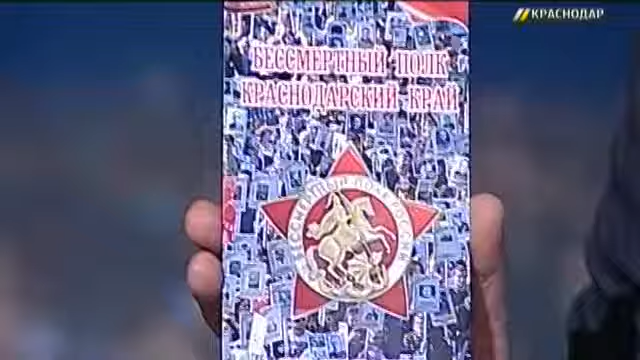 КРАСНОДАР
БЕССМЕРТНЫЙ ПОЛК
КРАСНОДАРСКИЙ КРАЙ
БЕССМЕРТНЫЙ ПОЛК РОССИИ